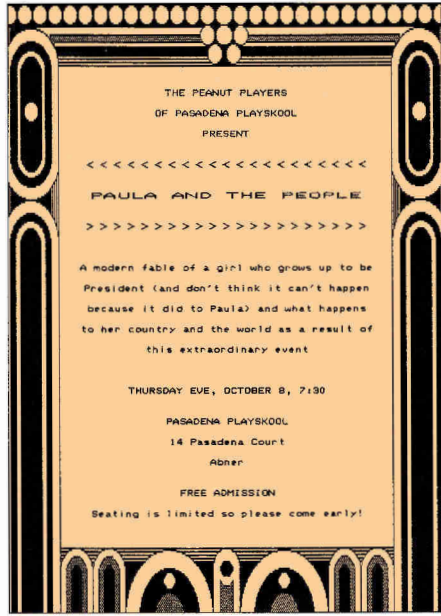 THE PEANUT PLAYERS
OF PASADENA PLAYSKOOL
PRESENT
< < < < < < < < < < < < < < < < < < < < <
PAULA AND THE PEOPLE
> > > > > > > > > > > > > > > > > > > > >
A modern fable of a girl who grows up to be
President (and don't think it can't happen
because it did to Paula) and what happens
to her country and the world as a result of
this extraordinary event
THURSDAY EVE, OCTOBER 8, 7:30
PASADENA PLAYSKOOL
14 Pasadena Court
Abner
FREE ADMISSION
Seating is limited so please come early!